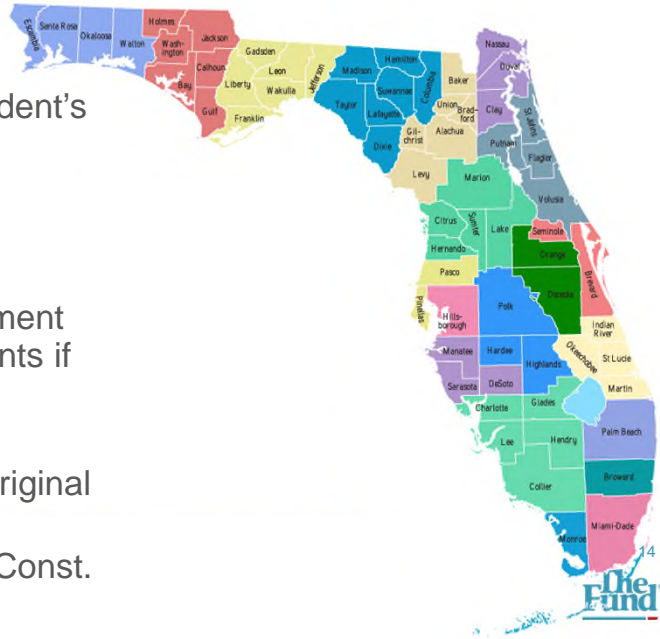 dent's
ment
nts if
riginal
Const.
Escambia
Santa Rosa
Okaloosa
Walton
Holmes
Wash-
ington
Jackson
Bay
Calhoun
Gulf
Gadsden
Liberty
Leon
Wakulla
Franklin
Jefferson
Madison
Taylor
Hamilton
Suwannee
Lafayette
Dixie
Columbia
Baker
Union
Brad-
ford
Gil-
christ
Alachua
Levy
Nassau
Duval
Clay
St Johns
Putnam
Flagler
Volusia
Marion
Citrus
Sumter
Lake
Hernando
Seminole
Orange
Osceola
Brevard
Pasco
Pinellas
Hills-
borough
Polk
Indian
River
Okeechobee
St Lucie
Manatee
Hardee
Highlands
Martin
Serasota
DeSoto
Charlotte
Glades
Lee
Hendry
Palm Beach
Collier
Broward
Monroe
Miami-Dade
14
The
Fund